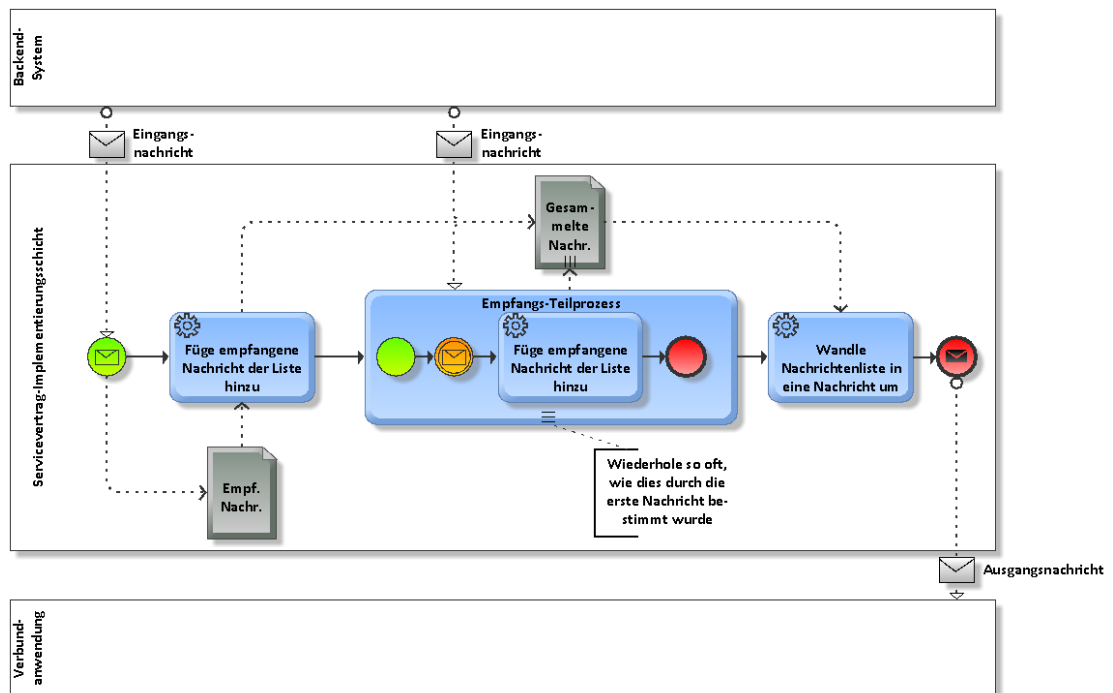 Backend-
System
Eingangs-
nachricht
Eingangs-
nachricht
Servicevertrag-Implementierungsschicht
Gesam-
melte
Nachr.
Empfangs-Teilprozess
Füge empfangene
Nachricht der Liste
hinzu
Füge empfangene
Nachricht der Liste
hinzu
Wandle
Nachrichtenliste in
eine Nachricht um
Empf.
Nachr.
Wiederhole so oft,
wie dies durch die
erste Nachricht be-
stimmt wurde
Ausgangsnachricht
Verbund-
anwendung